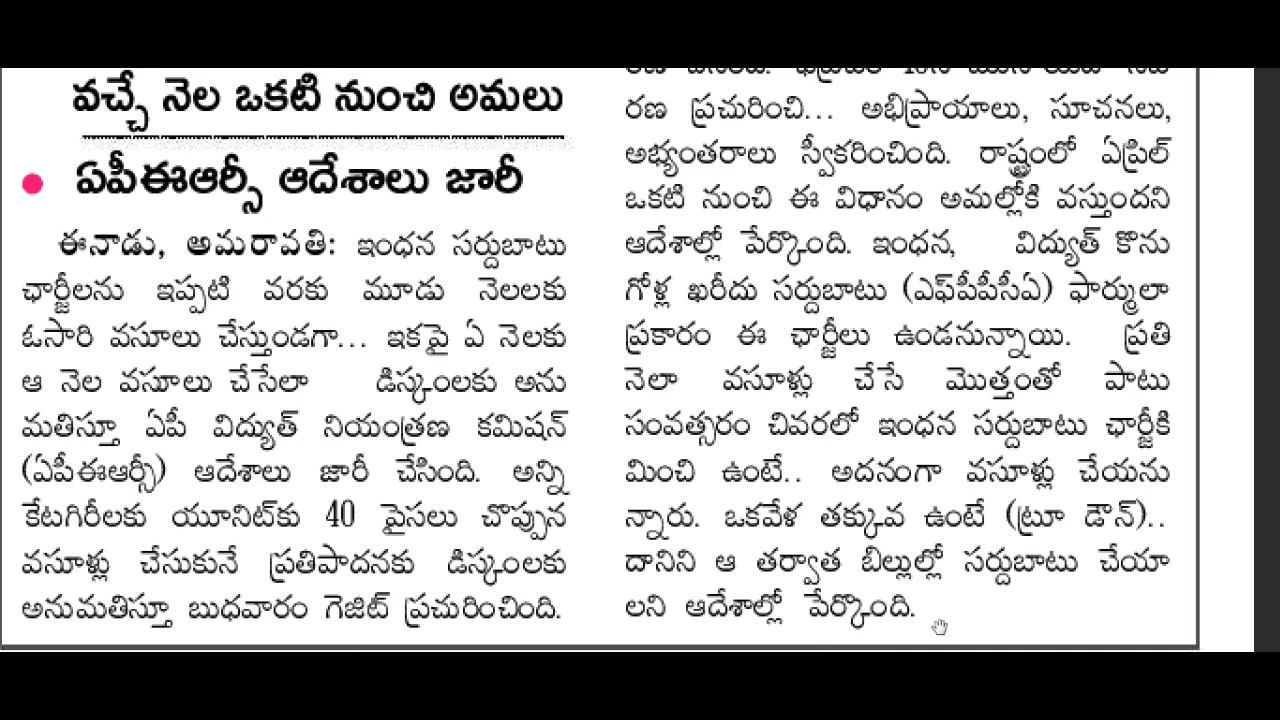 వచ్చే నెల ఒకటి నుంచి అమలు
● ఏపీఈఆర్సీ ఆదేశాలు జారీ
ఈనాడు, అమరావతి: ఇంధన సర్దుబాటు
ఛార్జీలను ఇప్పటి వరకు మూడు నెలలకు
ఓసారి వసూలు చేస్తుండగా... ఇకపై ఏ నెలకు
ఆ నెల వసూలు చేసేలా డిస్కంలకు అను
మతిస్తూ ఏపీ విద్యుత్ నియంత్రణ కమిషన్
(ఏపీఈఆర్సీ) ఆదేశాలు జారీ చేసింది. అన్ని
కేటగిరీలకు యూనిట్‌కు 40 పైసలు చొప్పున
వసూళ్లు చేసుకునే ప్రతిపాదనకు డిస్కంలకు
అనుమతిస్తూ బుధవారం గెజిట్ ప్రచురించింది.
రణ ప్రచురించి... అభిప్రాయాలు, సూచనలు,
అభ్యంతరాలు స్వీకరించింది. రాష్ట్రంలో ఏప్రిల్
ఒకటి నుంచి ఈ విధానం అమల్లోకి వస్తుందని
ఆదేశాల్లో పేర్కొంది. ఇంధన, విద్యుత్ కొను
గోళ్ల ఖరీదు సర్దుబాటు (ఎఫ్‌పీపీసీఏ) ఫార్ములా
ప్రకారం ఈ ఛార్జీలు ఉండనున్నాయి. ప్రతి
నెలా వసూళ్లు చేసే మొత్తంతో పాటు
సంవత్సరం చివరలో ఇంధన సర్దుబాటు ఛార్జీకి
మించి ఉంటే.. అదనంగా వసూళ్లు చేయను
న్నారు. ఒకవేళ తక్కువ ఉంటే (ట్రూ డౌన్)..
దానిని ఆ తర్వాత బిల్లుల్లో సర్దుబాటు చేయా
లని ఆదేశాల్లో పేర్కొంది.